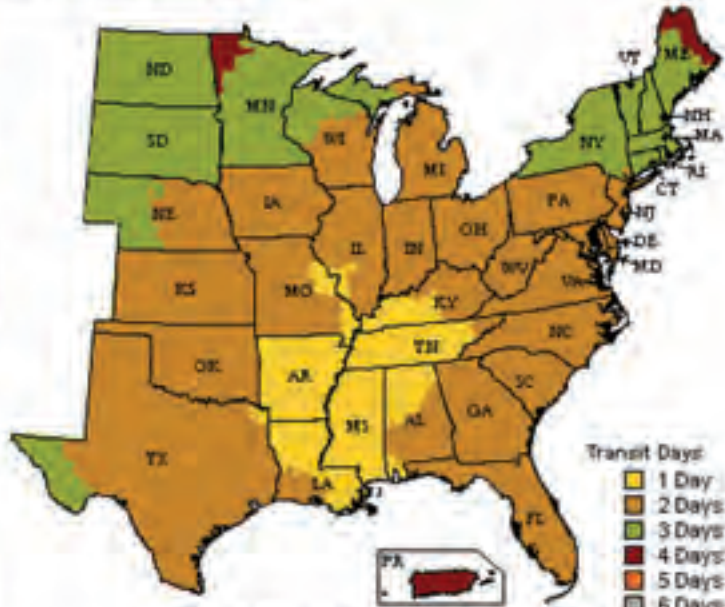 ND
MN
SD
NE
IA
WI
MI
VT
ME
NH
MA
NY
RI
CT
PA
NJ
DE
MD
OH
IN
IL
WV
VA
KS
MO
KY
OK
AR
TN
NC
SC
TX
LA
MS
AL
GA
FL
PR
Transit Days
1 Day
2 Days
3 Days
4 Days
5 Days
6 Days